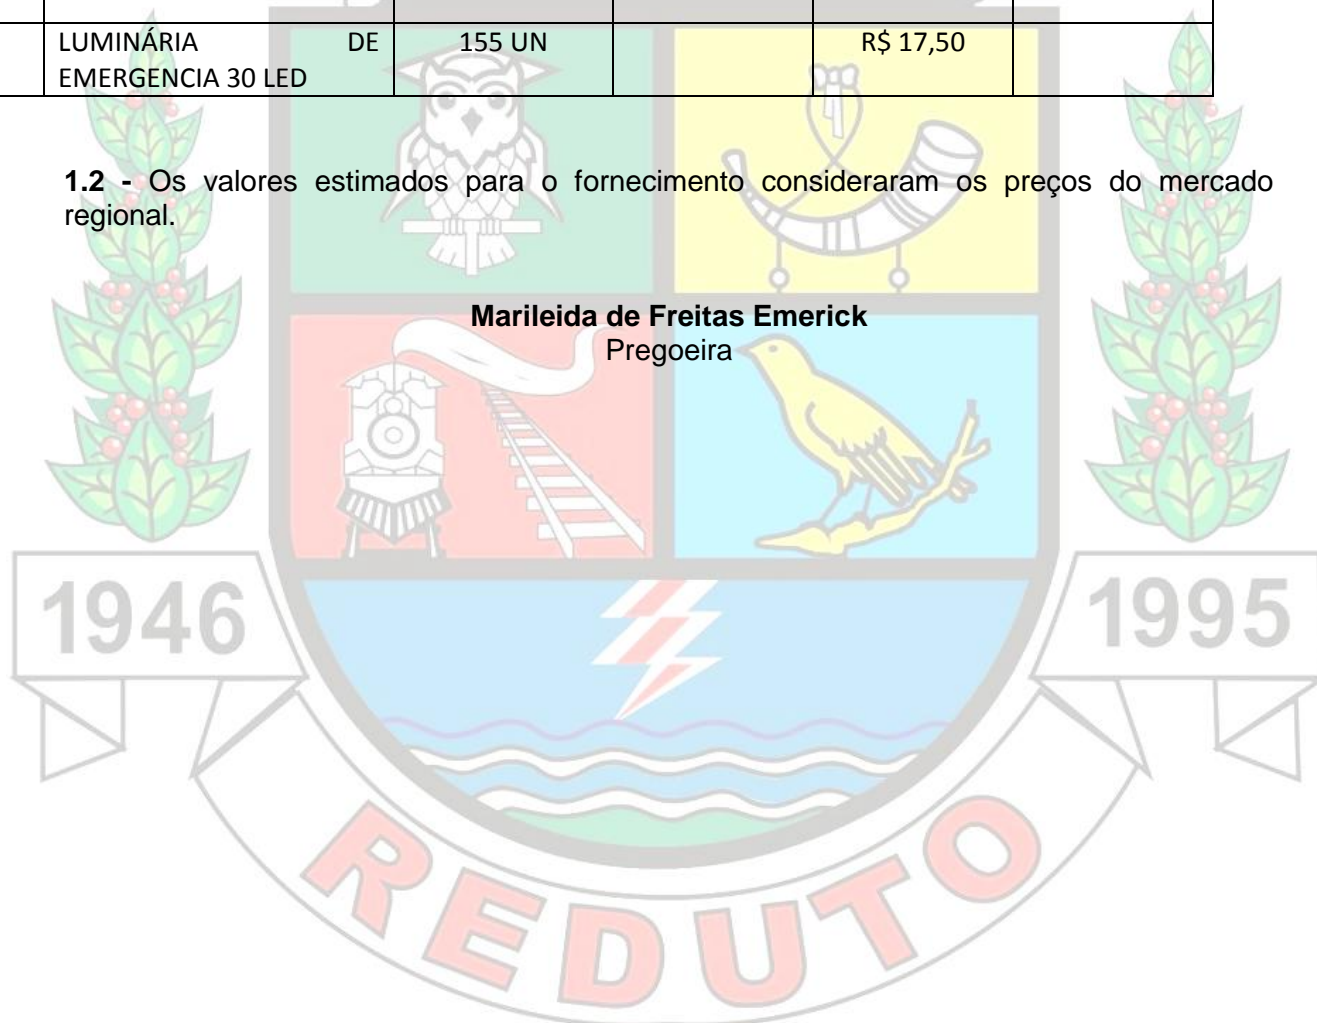 LUMINÁRIA DE 155 UN R$ 17,50
EMERGENCIA 30 LED
1.2 - Os valores estimados para o fornecimento consideraram os preços do mercado
regional.
Marileida de Freitas Emerick
Pregoeira
1946 1995
REDUTO